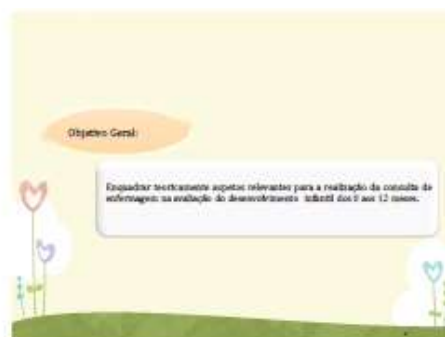 Objetivo Geral:
Enquadrar teoricamente aspetos relevantes para a realização da consulta de
enfermagem na avaliação do desenvolvimento infantil dos 0 aos 12 meses.